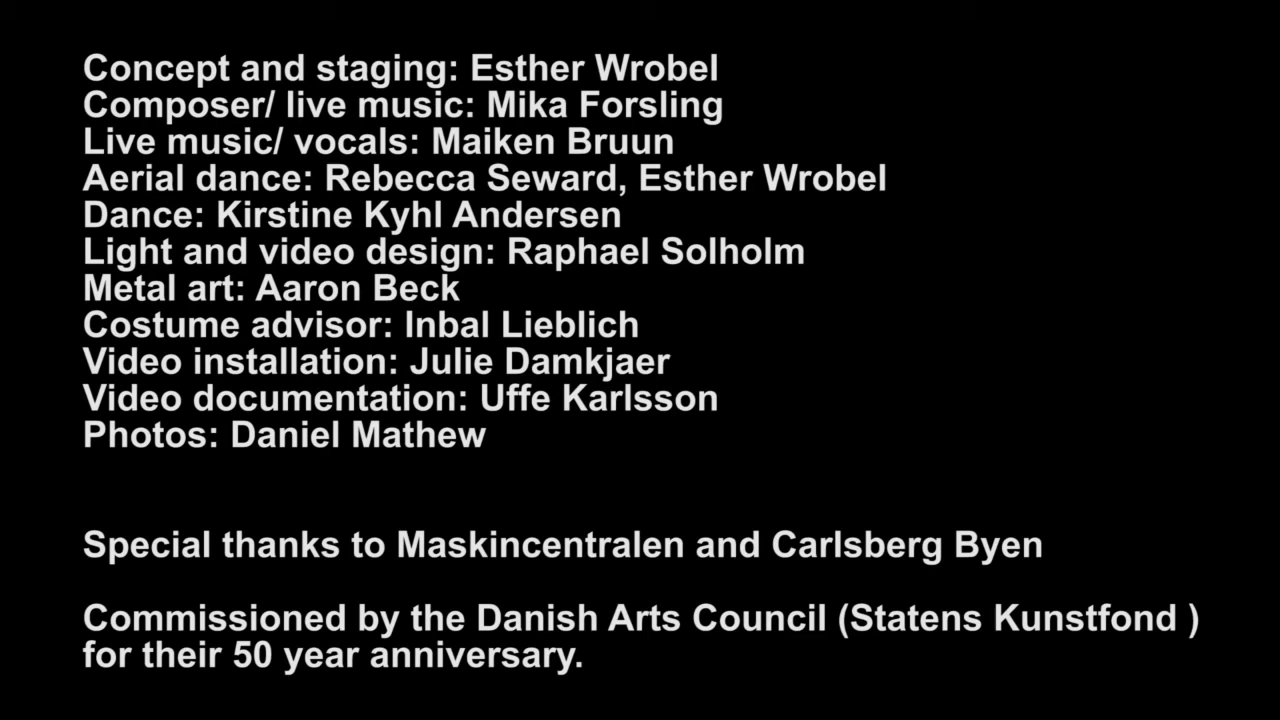 Concept and staging: Esther Wrobel
Composer/ live music: Mika Forsling
Live music/ vocals: Maiken Bruun
Aerial dance: Rebecca Seward, Esther Wrobel
Dance: Kirstine Kyhl Andersen
Light and video design: Raphael Solholm
Metal art: Aaron Beck
Costume advisor: Inbal Lieblich
Video installation: Julie Damkjaer
Video documentation: Uffe Karlsson
Photos: Daniel Mathew
Special thanks to Maskincentralen and Carlsberg Byen
Commissioned by the Danish Arts Council (Statens Kunstfond )
for their 50 year anniversary.